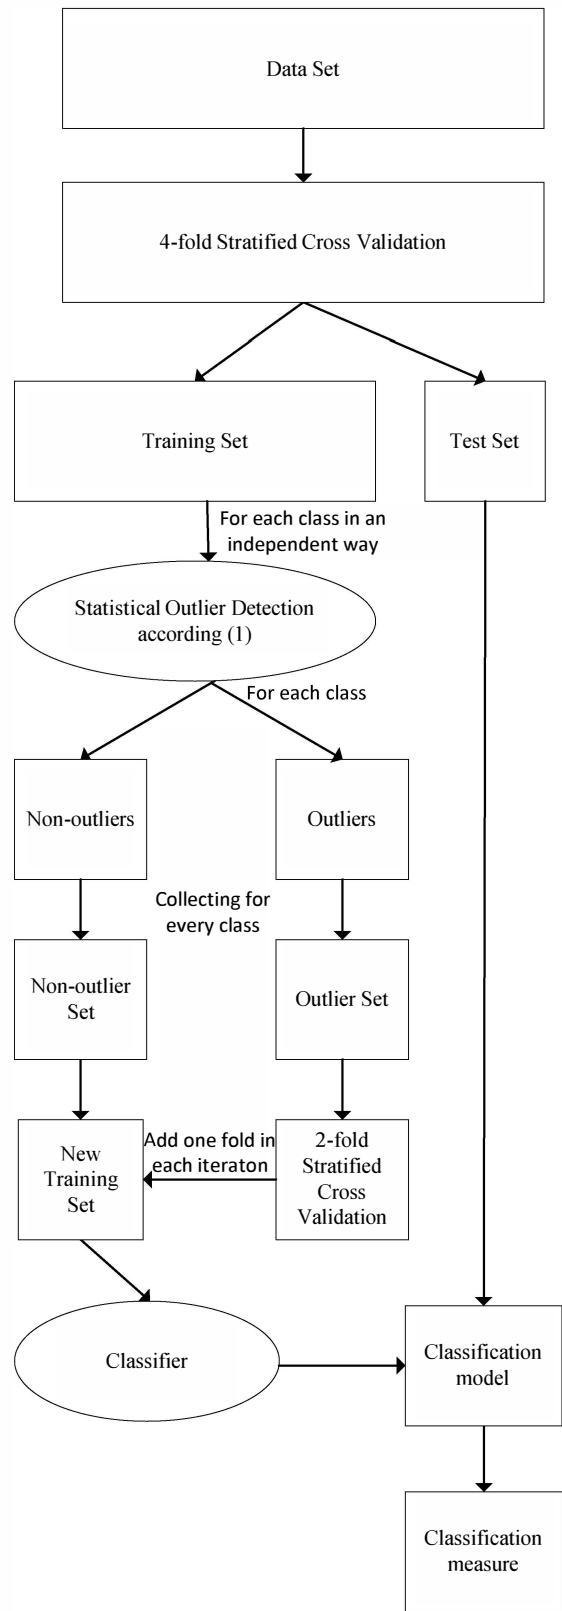 Data Set
4-fold Stratified Cross Validation
Training Set
Test Set
For each class in an
independent way
Statistical Outlier Detection
according (1)
For each class
Non-outliers
Outliers
Collecting for
every class
Non-outlier
Set
Outlier Set
New
Training
Set
Add one fold in
each iteraton
2-fold
Stratified
Cross
Validation
Classifier
Classification
model
Classification
measure